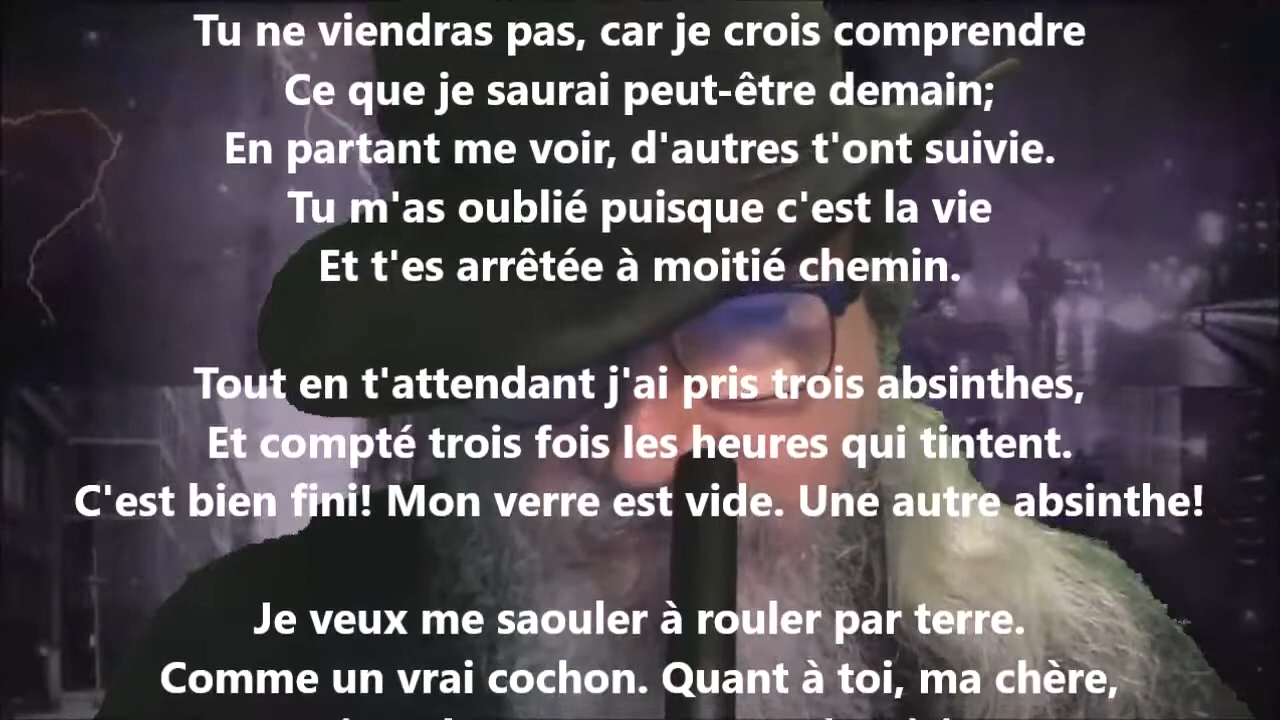 Tu ne viendras pas, car je crois comprendre
Ce que je saurai peut-être demain;
En partant me voir, d'autres t'ont suivie.
Tu m'as oublié puisque c'est la vie
Et t'es arrêtée à moitié chemin.
Tout en t'attendant j'ai pris trois absinthes,
Et compté trois fois les heures qui tintent.
C'est bien fini! Mon verre est vide. Une autre absinthe!
Je veux me saouler à rouler par terre.
Comme un vrai cochon. Quant à toi, ma chère,